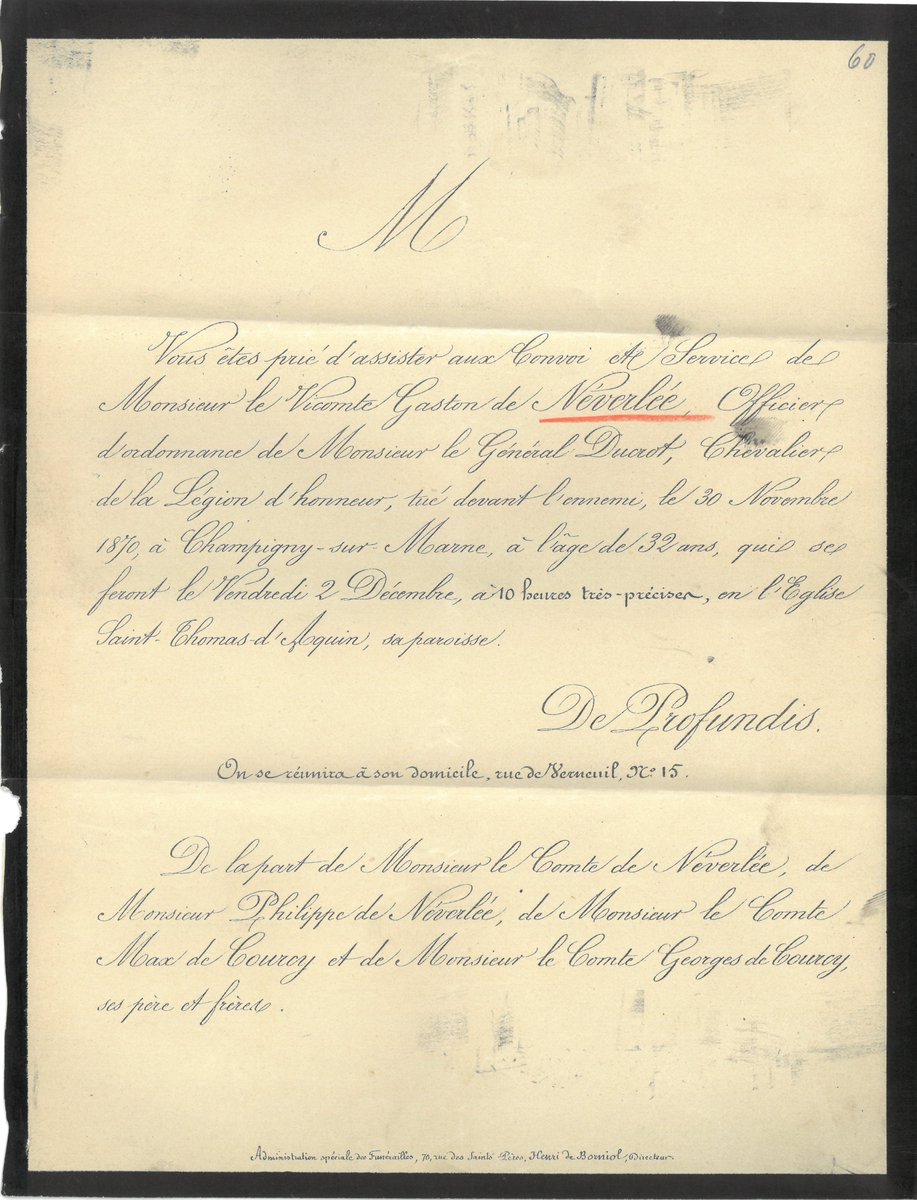 60
M
Vous êtes prié d'assister aux Convoi et Service de
Monsieur le Vicomte Gaston de Néverlée, Officier
d'ordonnance de Monsieur le Général Ducrot, Chevalier
de la Légion d'honneur, tué devant l'ennemi, le 30 Novembre
1870, à Champigny-sur-Marne, à l'âge de 32 ans, qui se
feront le Vendredi 2 Décembre, à 10 heures très-précises, en l'Eglise
Saint-Thomas-d'Aquin, sa paroisse.
De Profundis.
On se réunira à son domicile, rue de Verneuil, No 15.
De la part de Monsieur le Comte de Néverlée, de
Monsieur Philippe de Néverlée, de Monsieur le Comte
Max de Courcy et de Monsieur le Comte Georges de Courcy,
ses père et frères.
Administration spéciale des Funérailles, 70, rue des Saints-Pères, Henri de Borniol, Directeur.